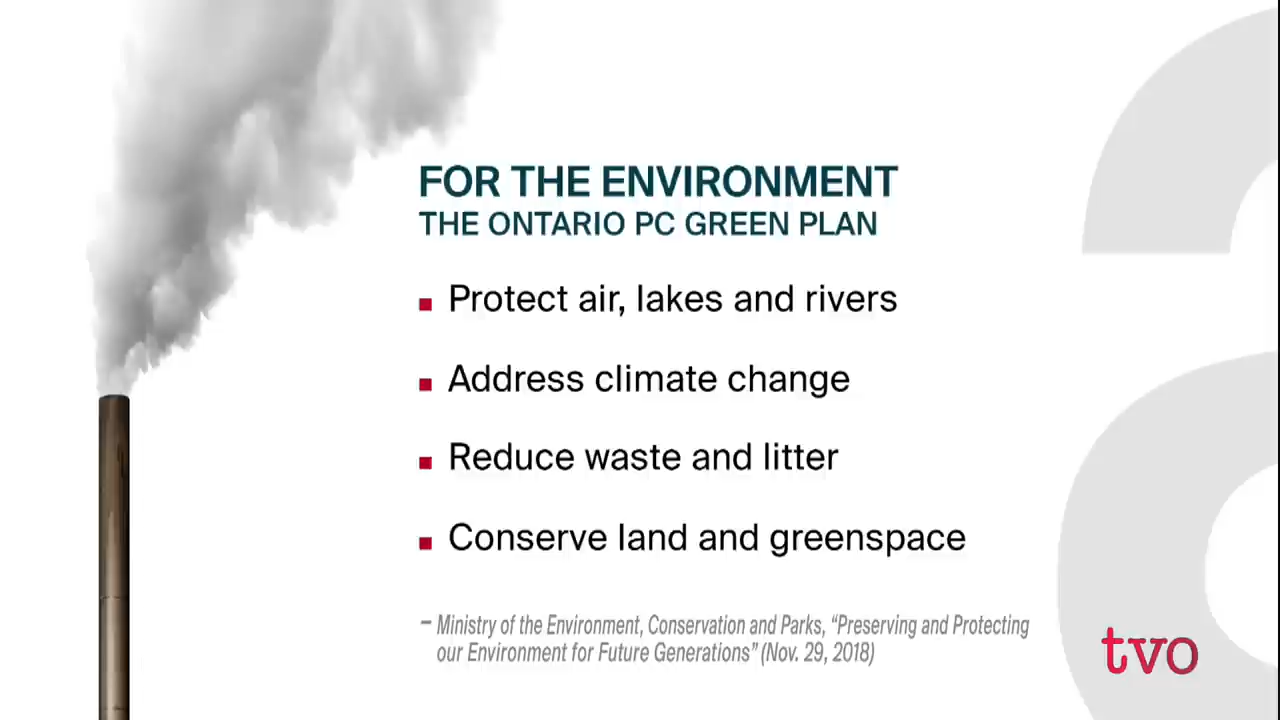 FOR THE ENVIRONMENT
THE ONTARIO PC GREEN PLAN
Protect air, lakes and rivers
Address climate change
Reduce waste and litter
Conserve land and greenspace
– Ministry of the Environment, Conservation and Parks, “Preserving and Protecting
our Environment for Future Generations” (Nov. 29, 2018)
tvo